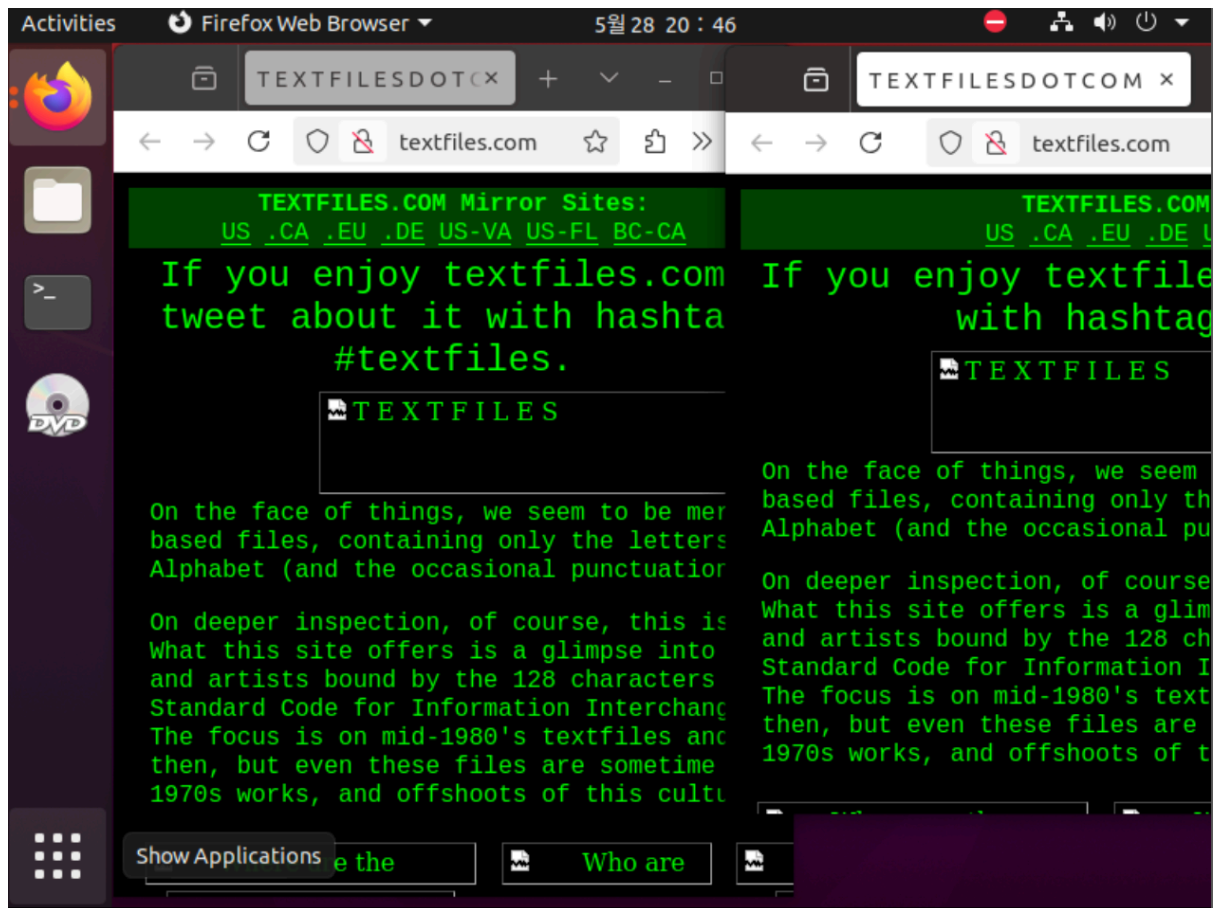 Activities
Firefox Web Browser
5월 28 20：46
TEXTFILESDOTC
textfiles.com
TEXTFILES.COM Mirror Sites:
US .CA .EU .DE US-VA US-FL BC-CA
If you enjoy textfiles.com
tweet about it with hashta
#textfiles.
TEXTFILES
On the face of things, we seem to be mer
based files, containing only the letters
Alphabet (and the occasional punctuation
On deeper inspection, of course, this is
What this site offers is a glimpse into
and artists bound by the 128 characters
Standard Code for Information Interchang
The focus is on mid-1980's textfiles and
then, but even these files are sometime
1970s works, and offshoots of this cultu
e the
Who are
TEXTFILESDOTCOM
textfiles.com
TEXTFILES.COM
US .CA .EU .DE
If you enjoy textfile
with hashtag
TEXTFILES
On the face of things, we seem
based files, containing only th
Alphabet (and the occasional pu
On deeper inspection, of course
What this site offers is a glim
and artists bound by the 128 ch
Standard Code for Information I
The focus is on mid-1980's text
then, but even these files are
1970s works, and offshoots of t
>_
DVD
Show Applications